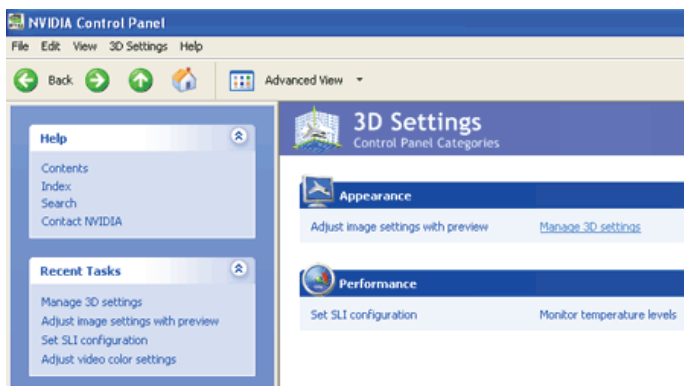 NVIDIA Control Panel
File Edit View 3D Settings Help
Back Advanced View
3D Settings
Control Panel Categories
Help
Contents
Index
Search
Contact NVIDIA
Recent Tasks
Manage 3D settings
Adjust image settings with preview
Set SLI configuration
Adjust video color settings
Appearance
Adjust image settings with preview Manage 3D settings
Performance
Set SLI configuration Monitor temperature levels